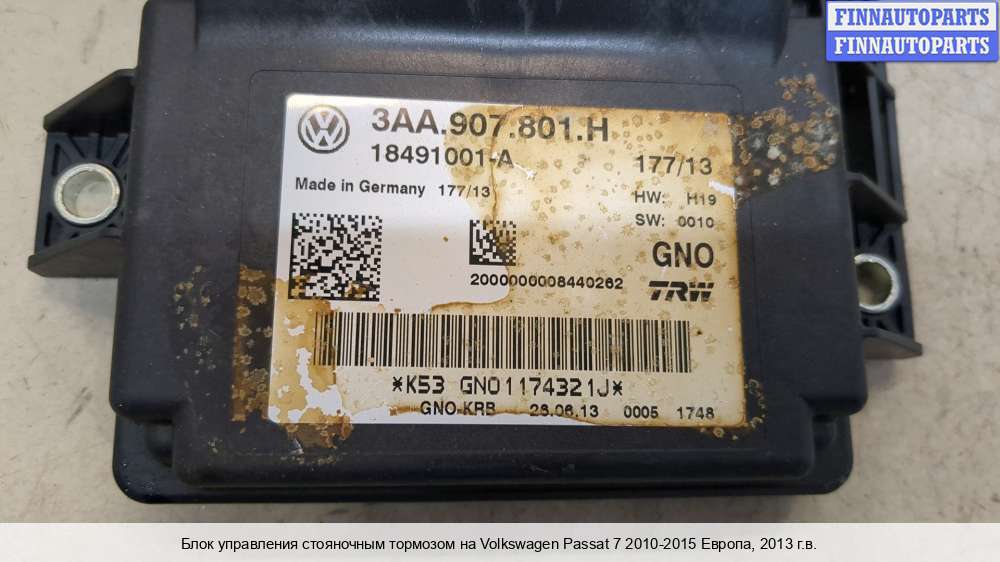 FINNAUTOPARTS
FINNAUTOPARTS
3AA.907.801.H
18491001-A 177/13
Made in Germany 177/13
HW: H19
SW: 0010
GNO
2000000008440262
TRW
*K53 GNO1174321J*
GNO-KRB 26.06.13 0005 1748
Блок управления стояночным тормозом на Volkswagen Passat 7 2010-2015 Европа, 2013 г.в.